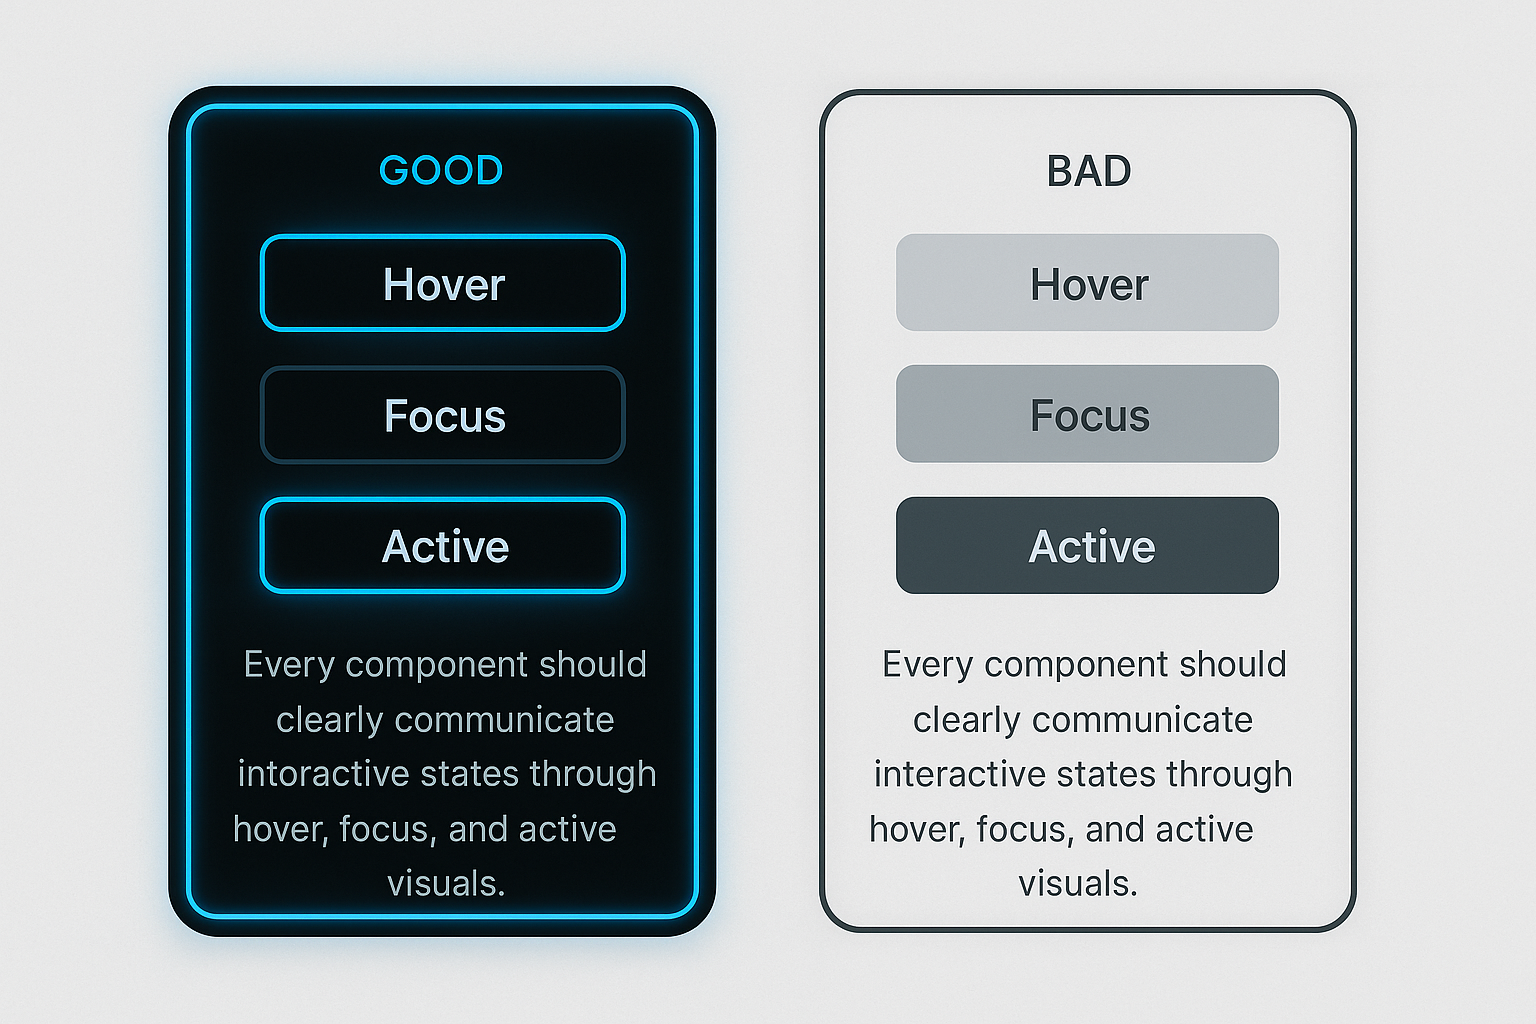 GOOD
Hover
Focus
Active
Every component should
clearly communicate
intoractive states through
hover, focus, and active
visuals.
BAD
Hover
Focus
Active
Every component should
clearly communicate
interactive states through
hover, focus, and active
visuals.